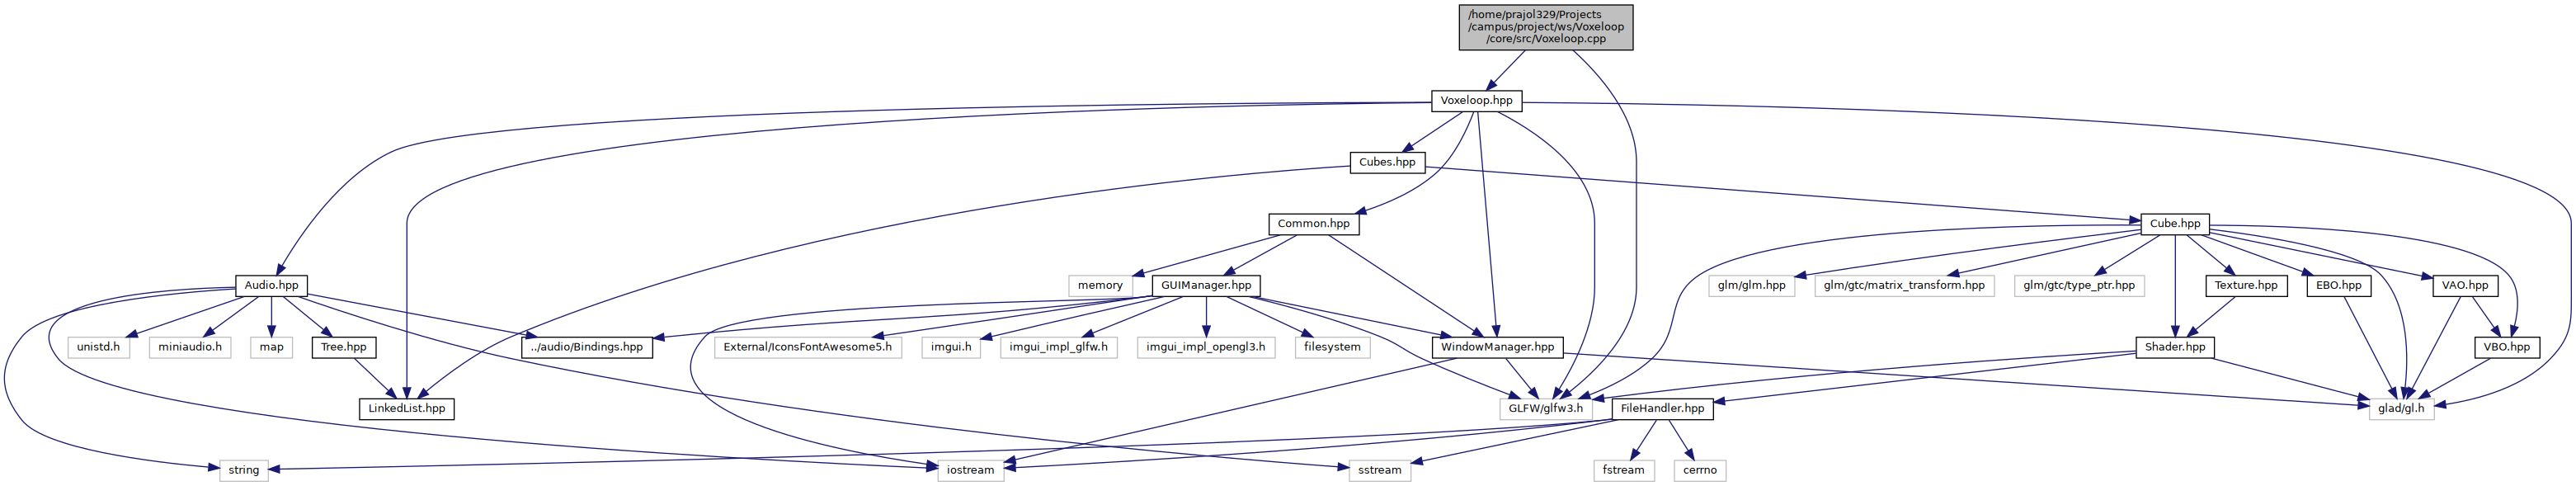 /home/prajol329/Projects
/campus/project/ws/Voxeloop
/core/src/Voxeloop.cpp
Voxeloop.hpp
Cubes.hpp
Common.hpp
Cube.hpp
Audio.hpp
memory
GUIManager.hpp
glm/glm.hpp
glm/gtc/matrix_transform.hpp
glm/gtc/type_ptr.hpp
Texture.hpp
EBO.hpp
VAO.hpp
unistd.h
miniaudio.h
map
Tree.hpp
../audio/Bindings.hpp
External/IconsFontAwesome5.h
imgui.h
imgui_impl_glfw.h
imgui_impl_opengl3.h
filesystem
WindowManager.hpp
Shader.hpp
VBO.hpp
LinkedList.hpp
GLFW/glfw3.h
FileHandler.hpp
glad/gl.h
string
iostream
sstream
fstream
cerrno